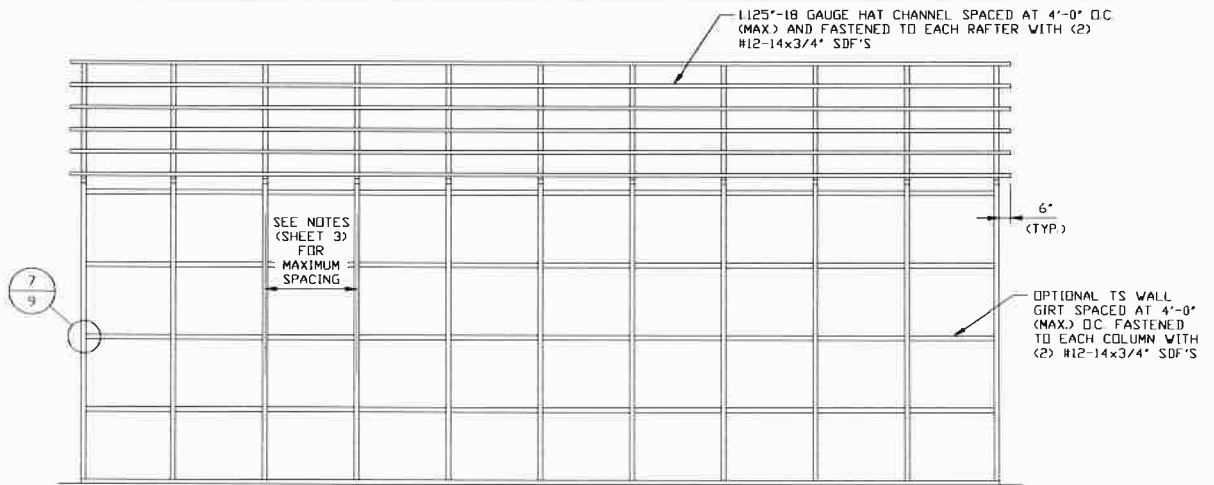 1.125"-18 GAUGE HAT CHANNEL SPACED AT 4'-0" O.C.
(MAX.) AND FASTENED TO EACH RAFTER WITH (2)
#12-14x3/4" SDF'S
SEE NOTES
(SHEET 3)
FOR
MAXIMUM
SPACING
6"
(TYP.)
7
9
OPTIONAL TS WALL
GIRT SPACED AT 4'-0"
(MAX.) O.C. FASTENED
TO EACH COLUMN WITH
(2) #12-14x3/4" SDF'S